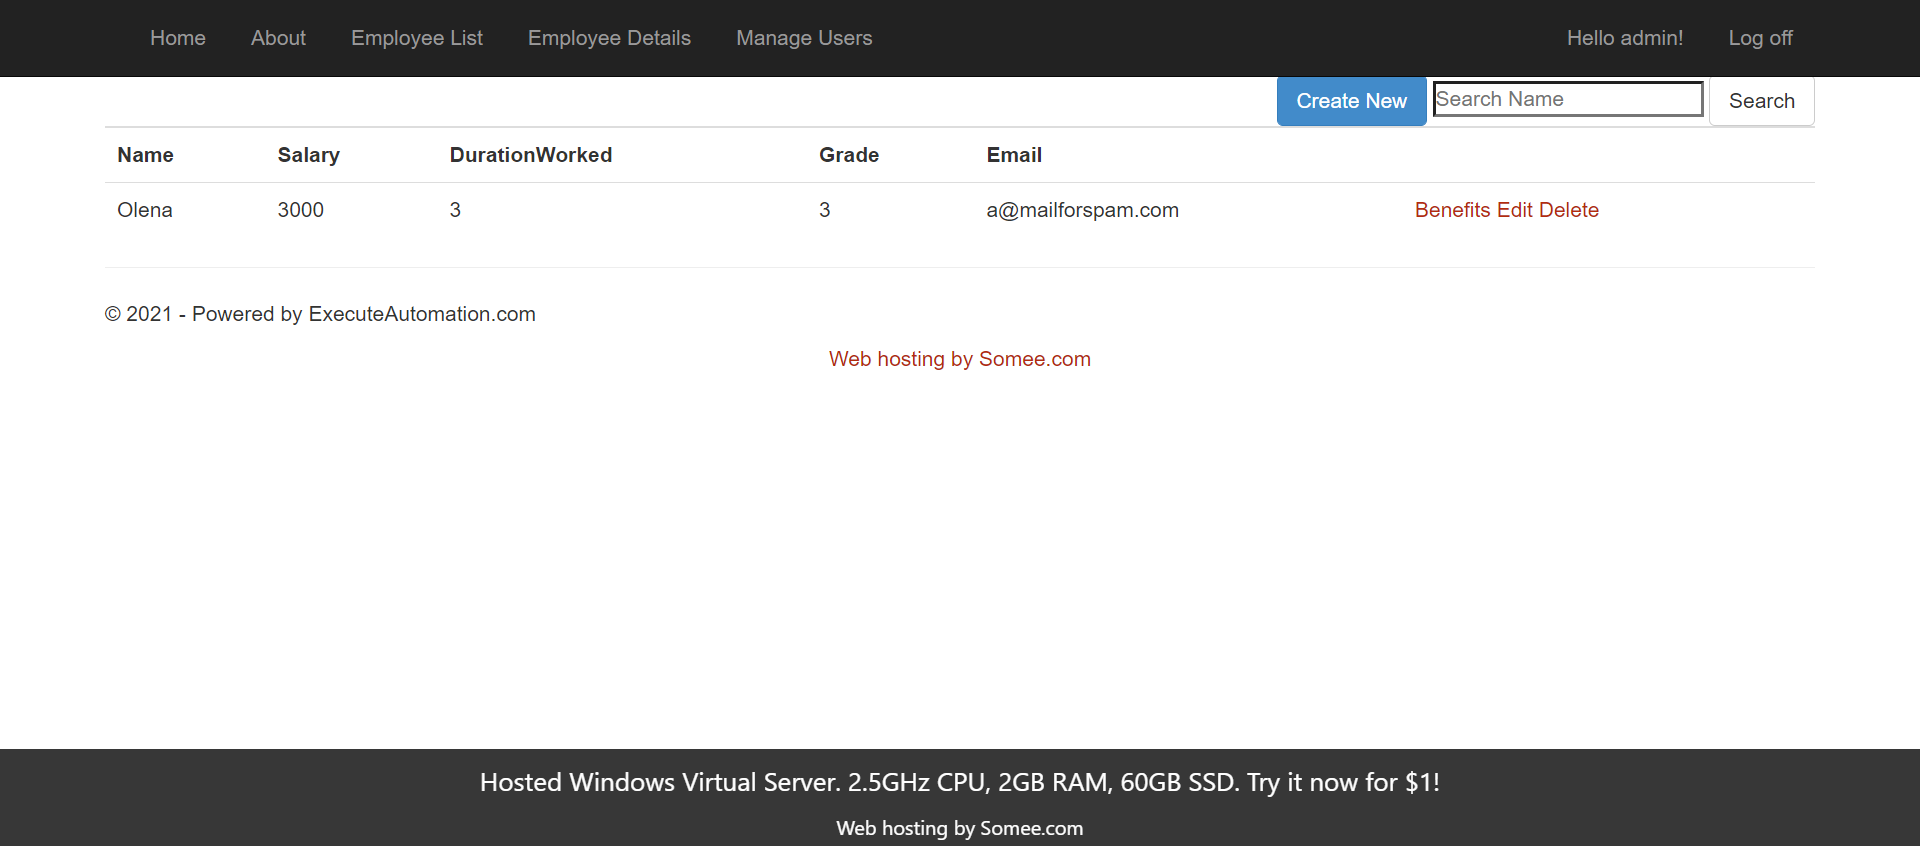 Home About Employee List Employee Details Manage Users Hello admin! Log off
Create New Search Name Search
Name Salary DurationWorked Grade Email
Olena 3000 3 3 a@mailforspam.com Benefits Edit Delete
© 2021 - Powered by ExecuteAutomation.com
Web hosting by Somee.com
Hosted Windows Virtual Server. 2.5GHz CPU, 2GB RAM, 60GB SSD. Try it now for $1!
Web hosting by Somee.com